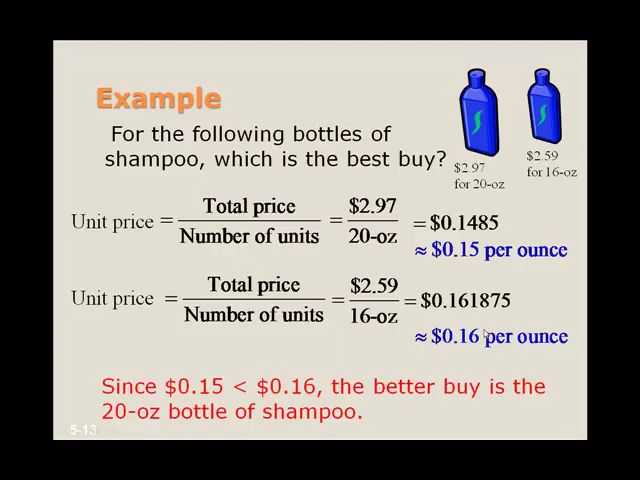 Example
For the following bottles of
shampoo, which is the best buy?
$2.97
for 20-oz
$2.59
for 16-oz
Unit price = Total price / Number of units = $2.97 / 20-oz = $0.1485
≈ $0.15 per ounce
Unit price = Total price / Number of units = $2.59 / 16-oz = $0.161875
≈ $0.16 per ounce
Since $0.15 < $0.16, the better buy is the
20-oz bottle of shampoo.
5-13